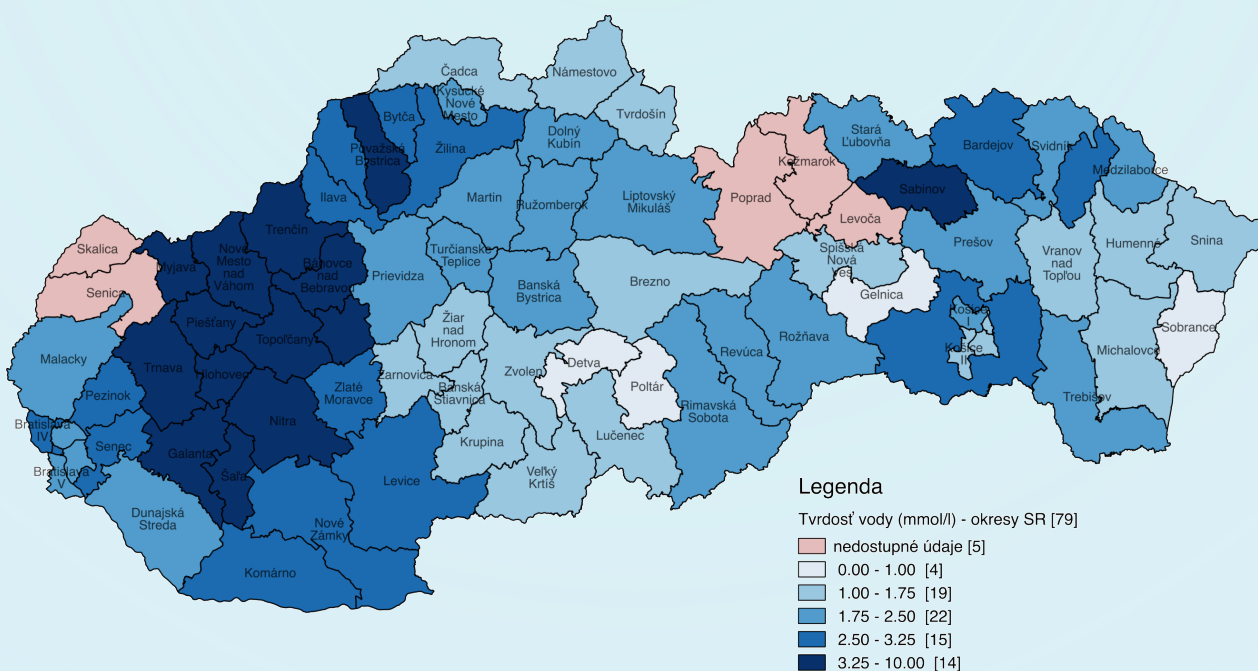 Čadca
Kysucké
Nové
Mesto
Námestovo
Tvrdošín
Bytča
Považská
Bystrica
Žilina
Dolný
Kubín
Ilava
Martin
Ružomberok
Liptovský
Mikuláš
Poprad
Kežmarok
Levoča
Stará
Ľubovňa
Sabinov
Bardejov
Svidník
Medzilaborce
Prešov
Vranov
nad
Topľou
Humenné
Snina
Skalica
Senica
Myjava
Nové
Mesto
nad
Váhom
Trenčín
Bánovce
nad
Bebravou
Prievidza
Turčianske
Teplice
Banská
Bystrica
Brezno
Spišská
Nová
Ves
Gelnica
Košice
I
Košice
II
Sobrance
Michalovce
Trebišov
Malacky
Piešťany
Topoľčany
Trnava
Hlohovec
Žiar
nad
Hronom
Žarnovica
Banská
Štiavnica
Zvolen
Detva
Poltár
Revúca
Rožňava
Rimavská
Sobota
Lučenec
Krupina
Veľký
Krtíš
Zlaté
Moravce
Nitra
Pezinok
Bratislava
IV
Bratislava
V
Senec
Galanta
Šaľa
Levice
Dunajská
Streda
Nové
Zámky
Komárno
Legenda
Tvrdosť vody (mmol/l) - okresy SR [79]
nedostupné údaje [5]
0.00 - 1.00 [4]
1.00 - 1.75 [19]
1.75 - 2.50 [22]
2.50 - 3.25 [15]
3.25 - 10.00 [14]